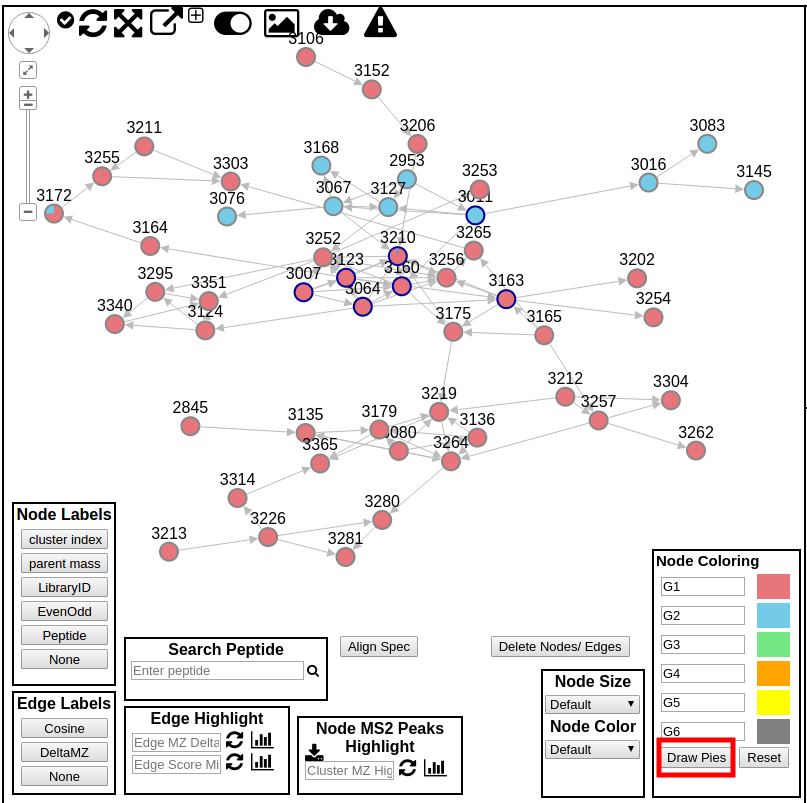 3106
3152
3206
3083
3211
3168
2953
3255
3303
3253
3016
3145
3172
3076
3067
3127
3011
3164
3252
3210
3265
3295
3351
3007
3123
3160
3256
3163
3202
3340
3124
3064
3175
3165
3254
2845
3135
3179
3219
3136
3212
3257
3304
3365
3080
3264
3262
3314
3280
3213
3226
3281
Node Labels
cluster index
parent mass
LibraryID
EvenOdd
Peptide
None
Edge Labels
Cosine
DeltaMZ
None
Search Peptide
Enter peptide
Align Spec
Delete Nodes/ Edges
Edge Highlight
Edge MZ Delta
Edge Score Mi
Node MS2 Peaks
Highlight
Cluster MZ Hig
Node Size
Default
Node Color
Default
Node Coloring
G1
G2
G3
G4
G5
G6
Draw Pies
Reset